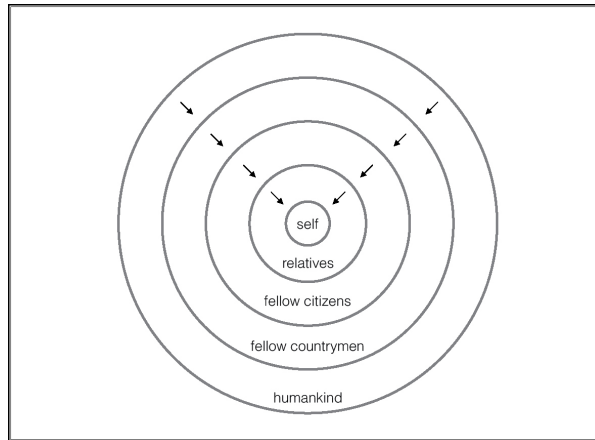 self
relatives
fellow citizens
fellow countrymen
humankind